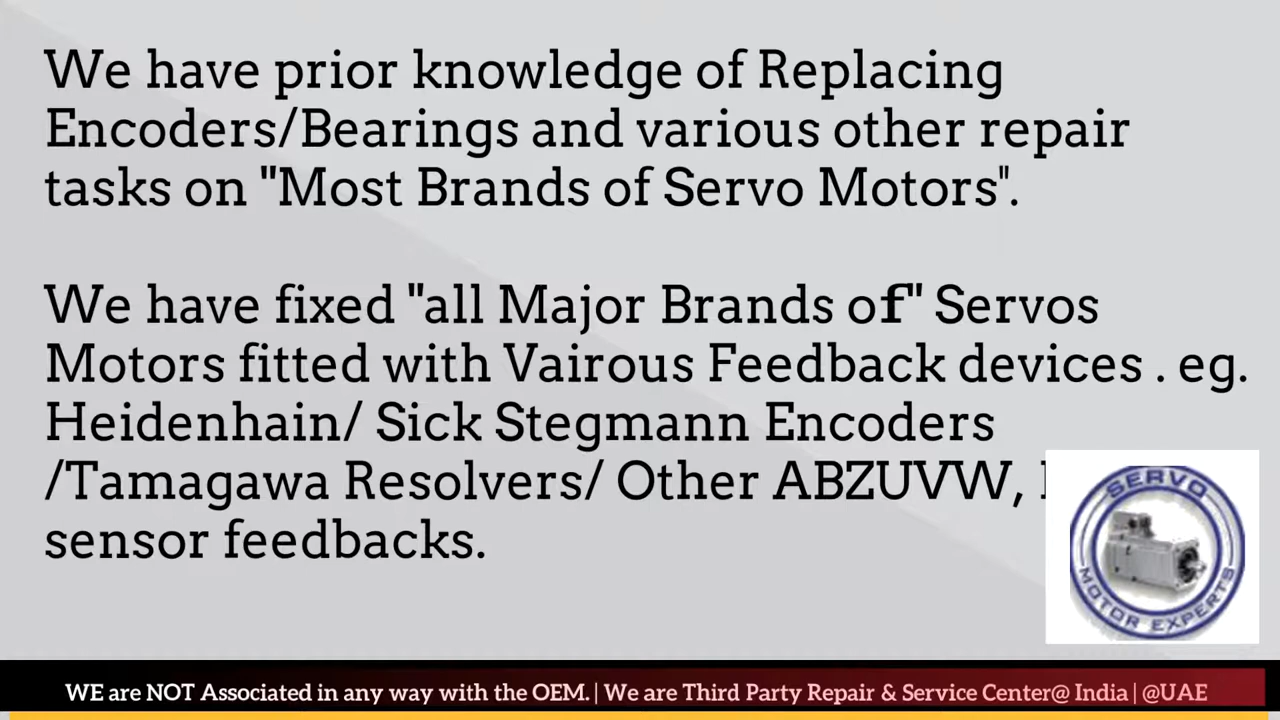 We have prior knowledge of Replacing
Encoders/Bearings and various other repair
tasks on "Most Brands of Servo Motors".
We have fixed "all Major Brands of" Servos
Motors fitted with Vairous Feedback devices . eg.
Heidenhain/ Sick Stegmann Encoders
/Tamagawa Resolvers/ Other ABZUVW,
sensor feedbacks.
SERVO
MOTOR EXPERTS
WE are NOT Associated in any way with the OEM. | We are Third Party Repair & Service Center@ India | @UAE